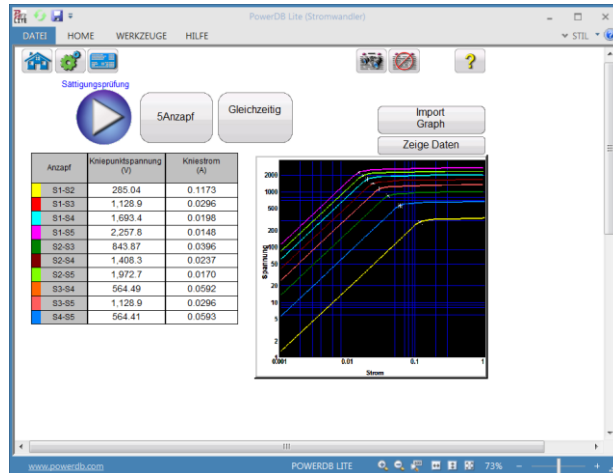 PowerDB Lite (Stromwandler)
DATEI HOME WERKZEUGE HILFE STIL
Sättigungsprüfung
5Anzapf
Gleichzeitig
Import
Graph
Zeige Daten
Anzapf Kniepunktspannung (V) Kniestrom (A)
S1-S2 285.04 0.1173
S1-S3 1,128.9 0.0296
S1-S4 1,693.4 0.0198
S1-S5 2,257.8 0.0148
S2-S3 843.87 0.0396
S2-S4 1,408.3 0.0237
S2-S5 1,972.7 0.0170
S3-S4 564.49 0.0592
S3-S5 1,128.9 0.0296
S4-S5 564.41 0.0593
2000
1000
500
200
Spannung
50
20
10
5
2
0.001 0.01 0.1 1
Strom
www.powerdb.com POWERDB LITE 73%